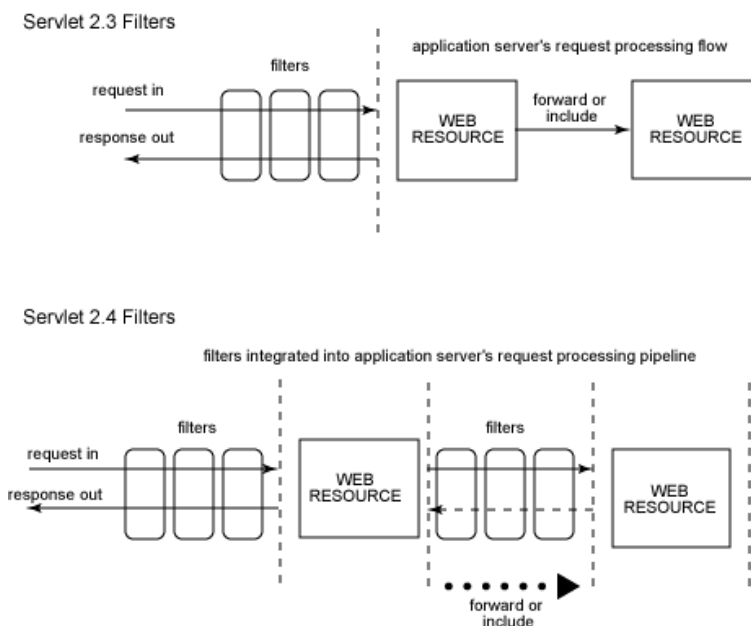 Servlet 2.3 Filters
application server's request processing flow
filters
request in
response out
WEB
RESOURCE
forward or
include
WEB
RESOURCE
Servlet 2.4 Filters
filters integrated into application server's request processing pipeline
filters
request in
response out
WEB
RESOURCE
filters
WEB
RESOURCE
forward or
include